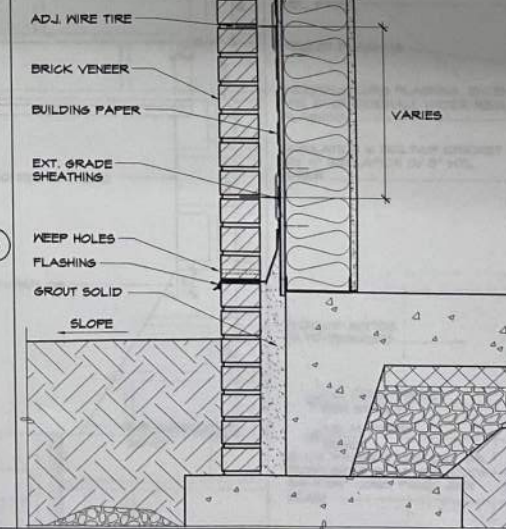 ADJ. WIRE TIRE
BRICK VENEER
BUILDING PAPER
VARIES
EXT. GRADE
SHEATHING
WEEP HOLES
FLASHING
GROUT SOLID
SLOPE